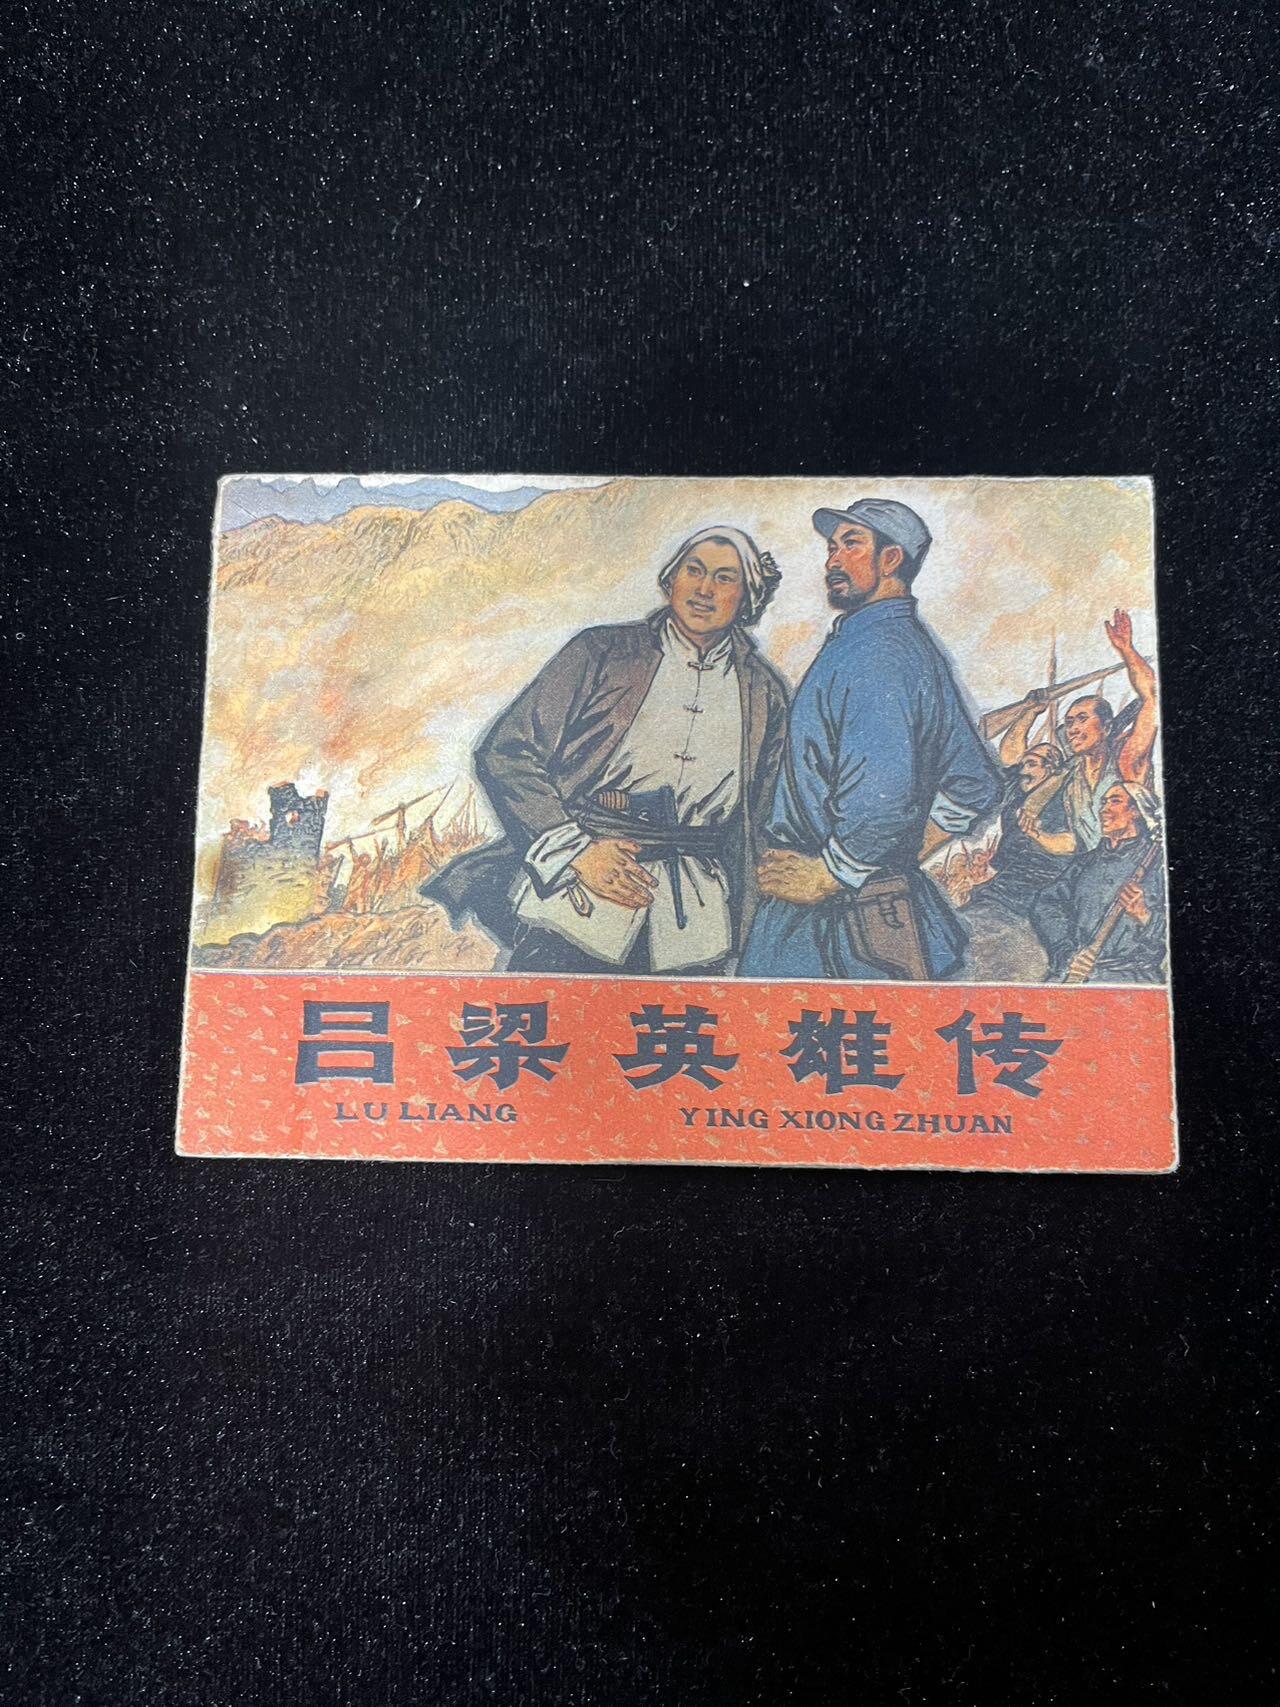 吕梁英雄传
LU LIANG YING XIONG ZHUAN